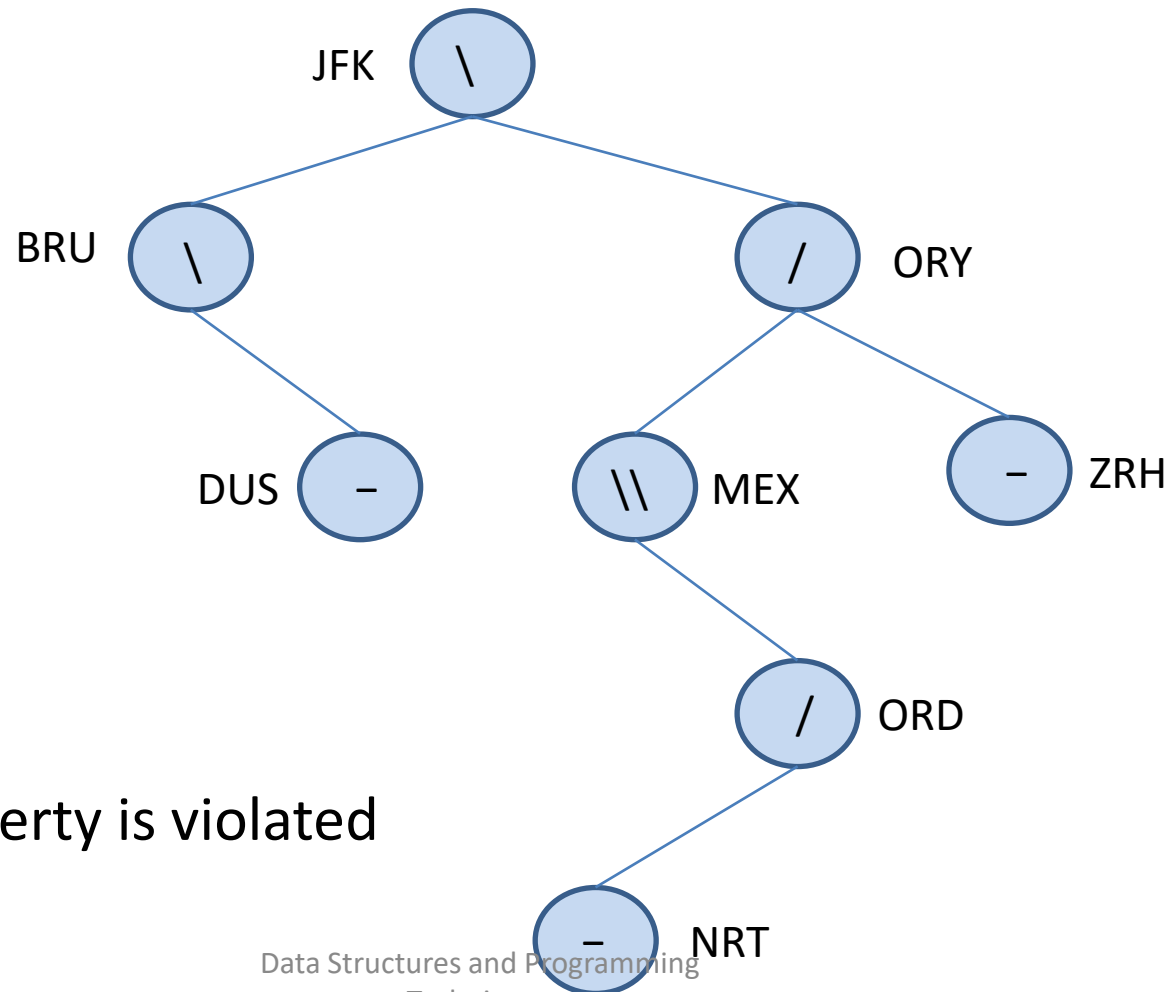 JFK \
BRU \ / ORY
DUS – \\ MEX – ZRH
/ ORD
erty is violated
– NRT
Data Structures and Programming